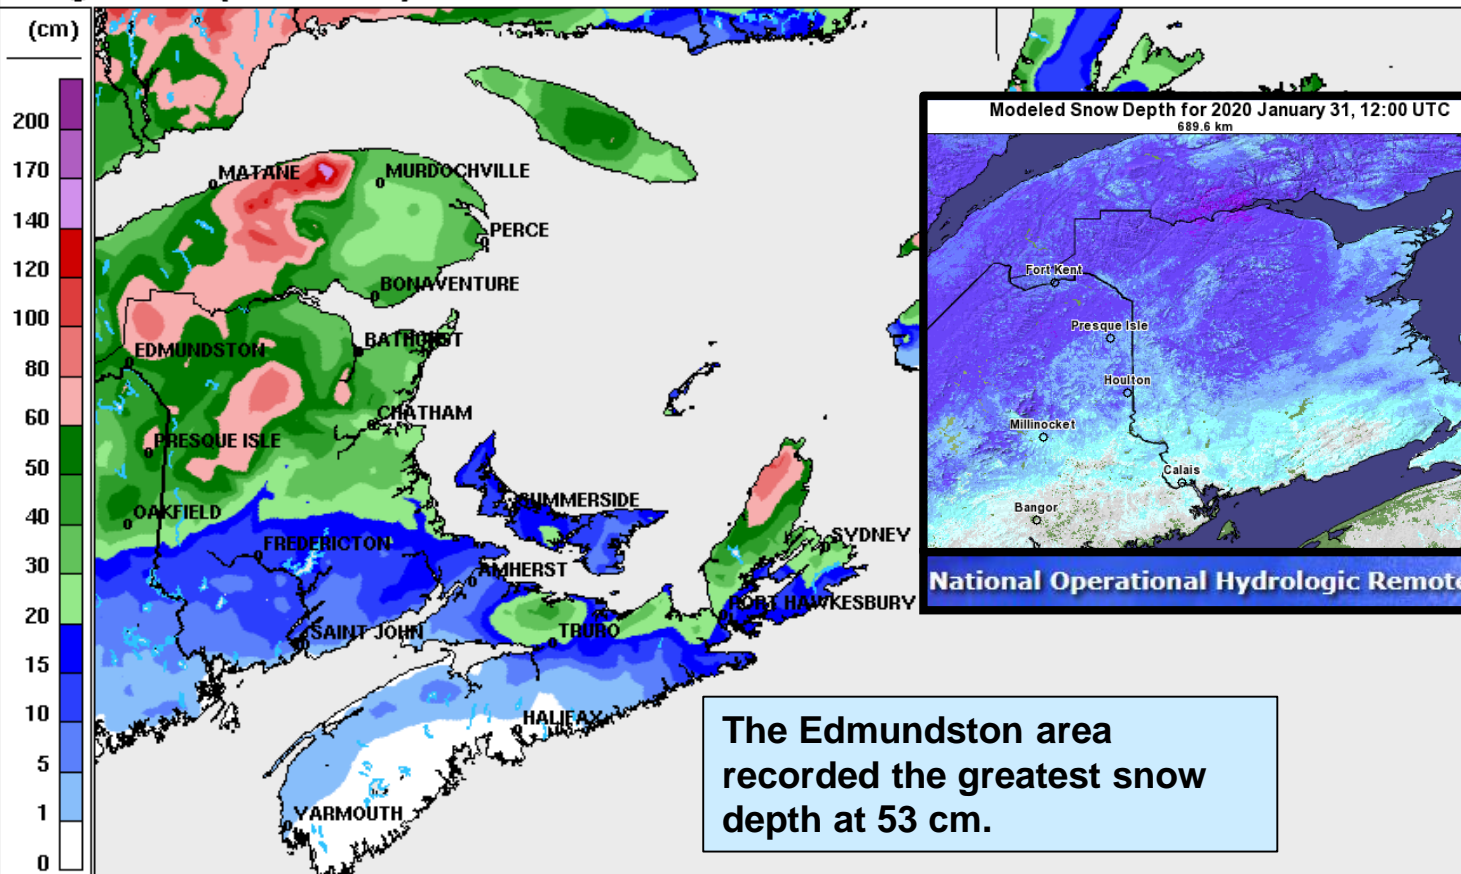 (cm)
200
170
140
120
100
80
60
50
40
30
20
15
10
5
1
0
MATANE
MURDOCHVILLE
PERCE
BONAVENTURE
BATHURST
EDMUNDSTON
CHATHAM
PRESQUE ISLE
OAKFIELD
SUMMERSIDE
FREDERICTON
SYDNEY
AMHERST
PORT HAWKESBURY
SAINT JOHN
TRURO
HALIFAX
YARMOUTH
Modeled Snow Depth for 2020 January 31, 12:00 UTC
689.6 km
Fort Kent
Presque Isle
Houlton
Millinocket
Calais
Bangor
National Operational Hydrologic Remote
The Edmundston area
recorded the greatest snow
depth at 53 cm.